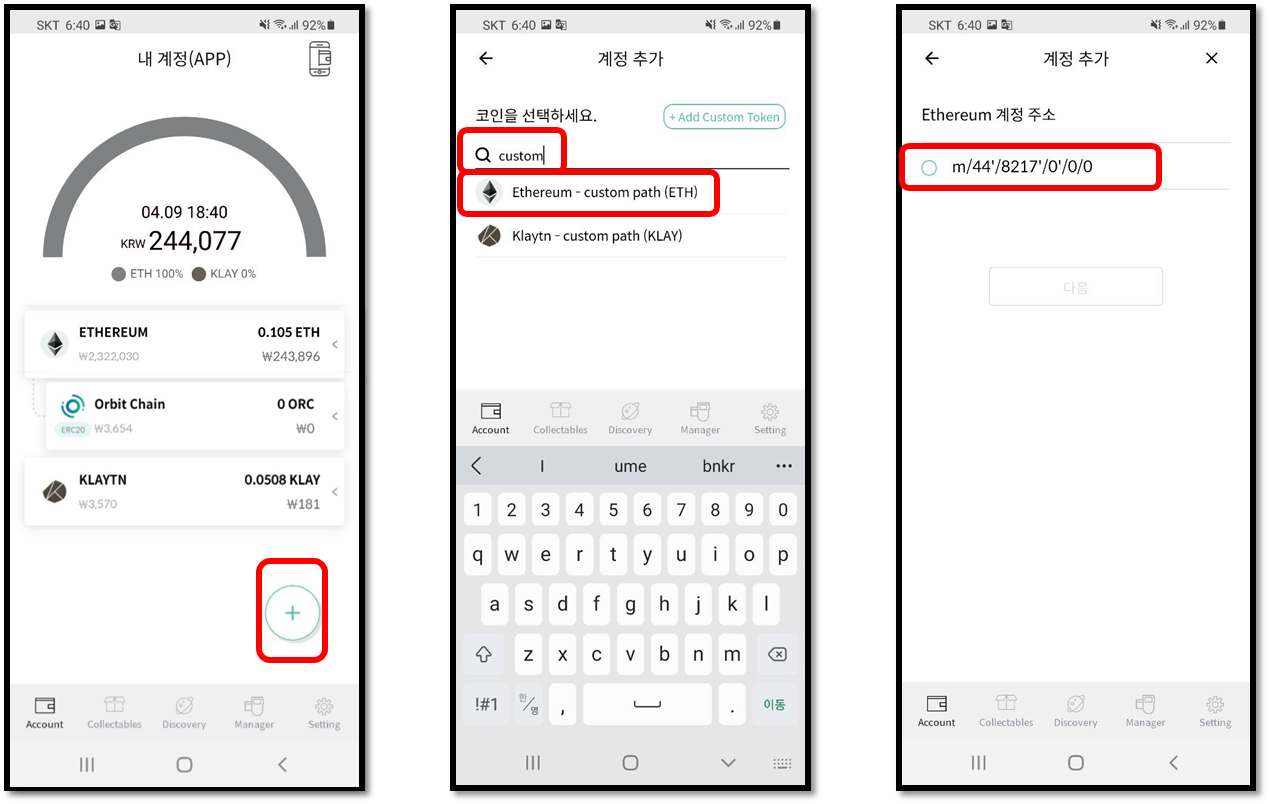 SKT 6:40 92%
내 계정(APP)
04.09 18:40
KRW 244,077
ETH 100% KLAY 0%
ETHEREUM 0.105 ETH
₩2,322,030 ₩243,896
Orbit Chain 0 ORC
ERC20 ₩3,654 ₩0
KLAYTN 0.0508 KLAY
₩3,570 ₩181
Account Collectables Discovery Manager Setting
SKT 6:40 92%
계정 추가
코인을 선택하세요. + Add Custom Token
custom
Ethereum - custom path (ETH)
Klaytn - custom path (KLAY)
Account Collectables Discovery Manager Setting
I ume bnkr
1 2 3 4 5 6 7 8 9 0
q w e r t y u i o p
a s d f g h j k l
z x c v b n m
!#1 한/영 , . 이동
SKT 6:40 92%
계정 추가
Ethereum 계정 주소
m/44'/8217'/0'/0/0
다음
Account Collectables Discovery Manager Setting